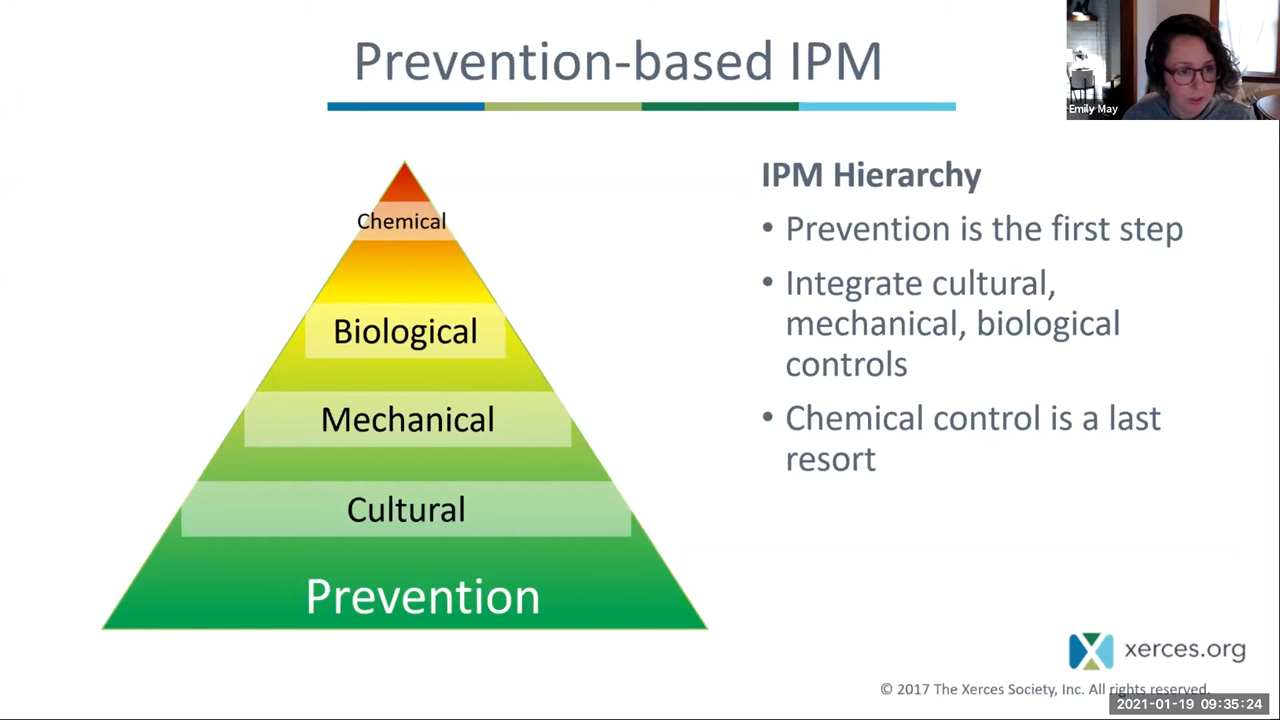 Prevention-based IPM
Emily May
Chemical
Biological
Mechanical
Cultural
Prevention
IPM Hierarchy
• Prevention is the first step
• Integrate cultural,
mechanical, biological
controls
• Chemical control is a last
resort
xerces.org
© 2017 The Xerces Society, Inc. All rights reserved.
2021-01-19 09:35:24